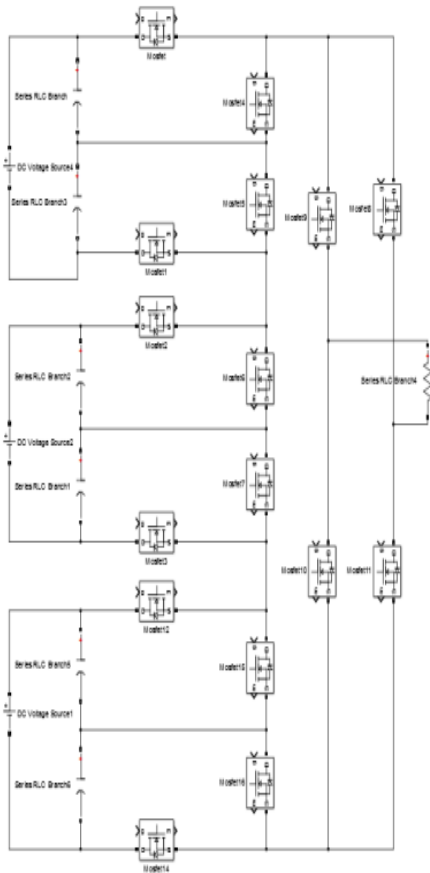 Mosfet
Series RLC Branch
Mosfet4
DC Voltage Source4
Series RLC Branch3
Mosfet5
Mosfet9
Mosfet8
Mosfet1
Mosfet2
Series RLC Branch2
Mosfet6
Series RLC Branch4
DC Voltage Source2
Series RLC Branch1
Mosfet7
Mosfet3
Mosfet10
Mosfet11
Mosfet12
Series RLC Branch5
Mosfet15
DC Voltage Source1
Series RLC Branch6
Mosfet16
Mosfet14